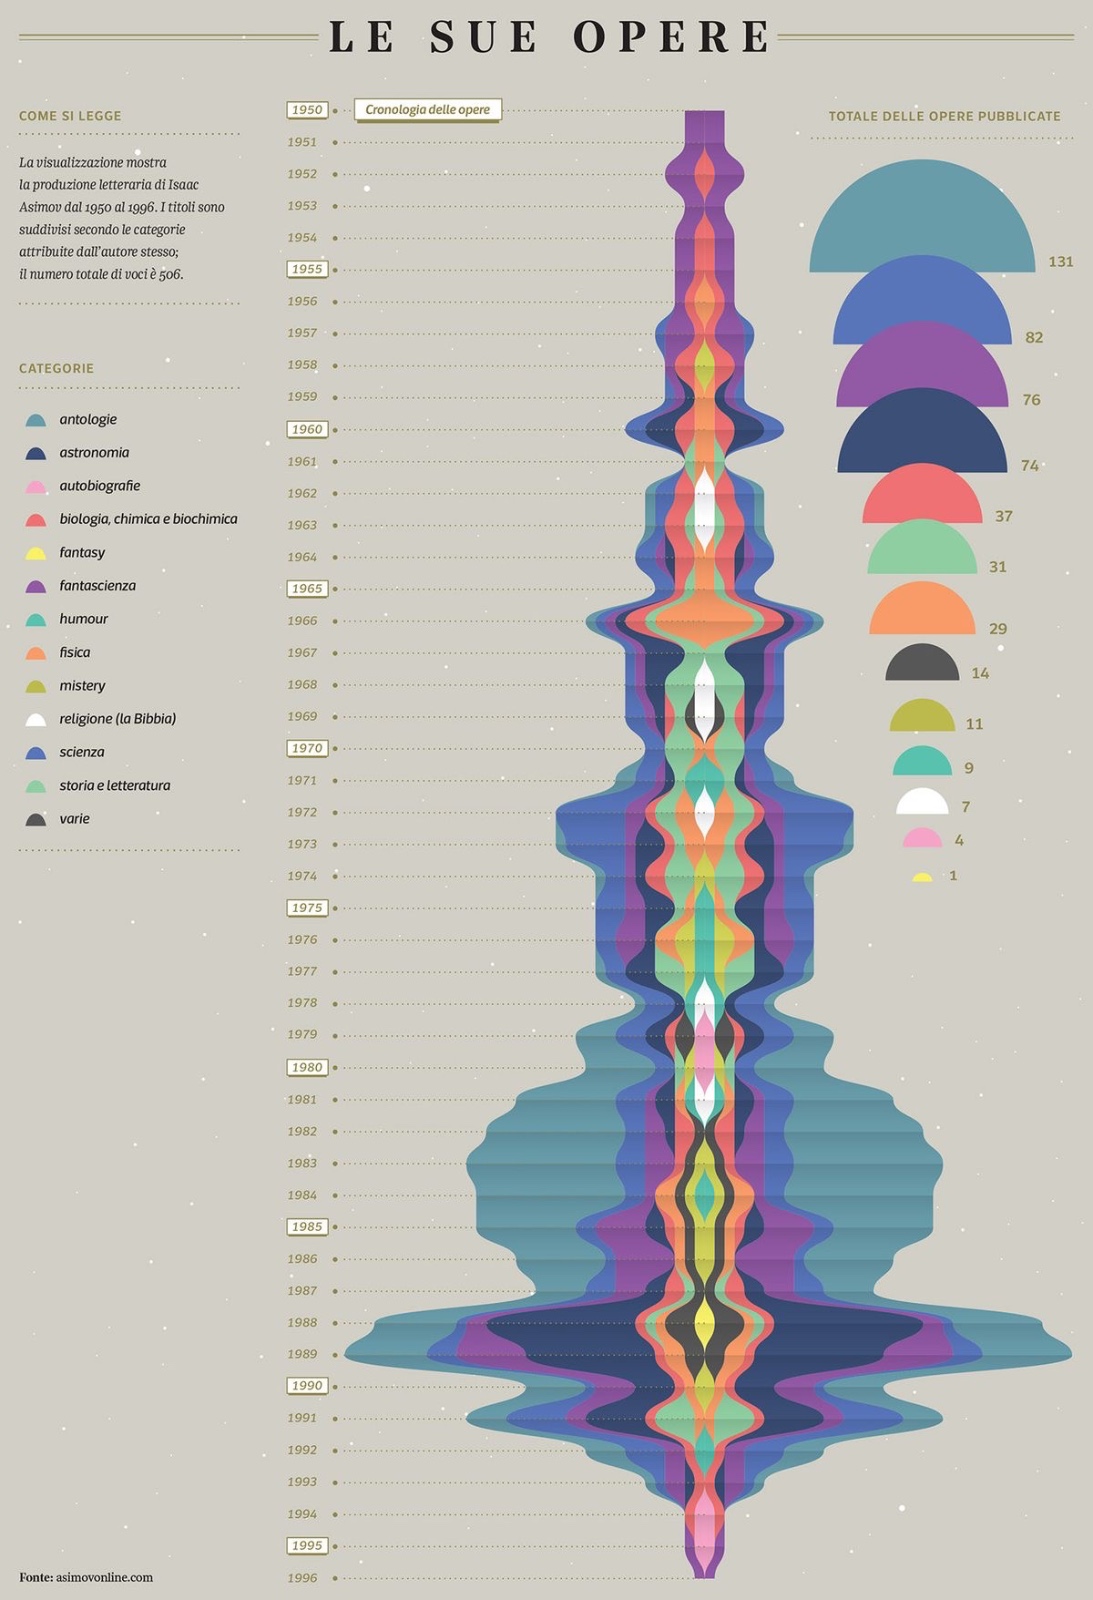 LE SUE OPERE
COME SI LEGGE
La visualizzazione mostra
la produzione letteraria di Isaac
Asimov dal 1950 al 1996. I titoli sono
suddivisi secondo le categorie
attribuite dall'autore stesso;
il numero totale di voci è 506.
CATEGORIE
antologie
astronomia
autobiografie
biologia, chimica e biochimica
fantasy
fantascienza
humour
fisica
mistery
religione (la Bibbia)
scienza
storia e letteratura
varie
Cronologia delle opere
1950
1951
1952
1953
1954
1955
1956
1957
1958
1959
1960
1961
1962
1963
1964
1965
1966
1967
1968
1969
1970
1971
1972
1973
1974
1975
1976
1977
1978
1979
1980
1981
1982
1983
1984
1985
1986
1987
1988
1989
1990
1991
1992
1993
1994
1995
1996
TOTALE DELLE OPERE PUBBLICATE
131
82
76
74
37
31
29
14
11
9
7
4
1
Fonte: asimovonline.com